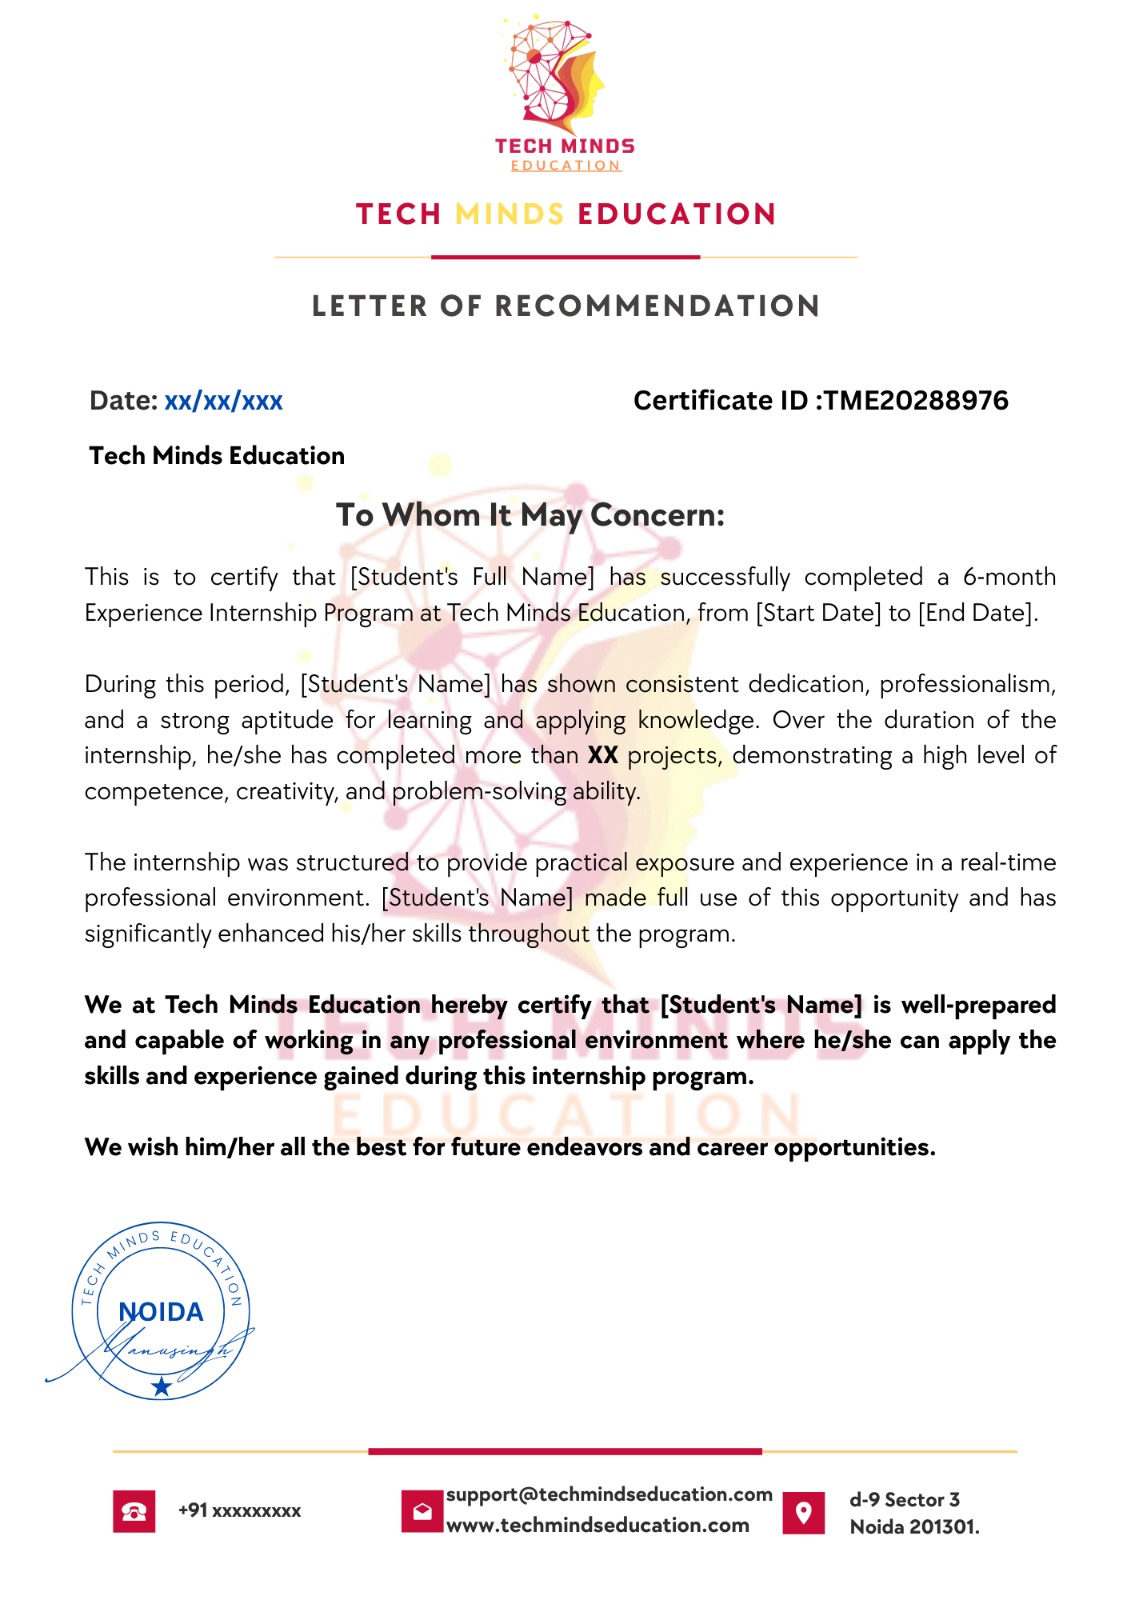 TECH MINDS
EDUCATION
TECH MINDS EDUCATION
LETTER OF RECOMMENDATION
Date: xx/xx/xxx
Certificate ID :TME20288976
Tech Minds Education
To Whom It May Concern:
This is to certify that [Student's Full Name] has successfully completed a 6-month
Experience Internship Program at Tech Minds Education, from [Start Date] to [End Date].
During this period, [Student's Name] has shown consistent dedication, professionalism,
and a strong aptitude for learning and applying knowledge. Over the duration of the
internship, he/she has completed more than XX projects, demonstrating a high level of
competence, creativity, and problem-solving ability.
The internship was structured to provide practical exposure and experience in a real-time
professional environment. [Student's Name] made full use of this opportunity and has
significantly enhanced his/her skills throughout the program.
We at Tech Minds Education hereby certify that [Student's Name] is well-prepared
and capable of working in any professional environment where he/she can apply the
skills and experience gained during this internship program.
We wish him/her all the best for future endeavors and career opportunities.
TECH MINDS
EDUCATION
TECH MINDS EDUCATION
NOIDA
Manusingh
+91 xxxxxxxxx
support@techmindseducation.com
www.techmindseducation.com
d-9 Sector 3
Noida 201301.